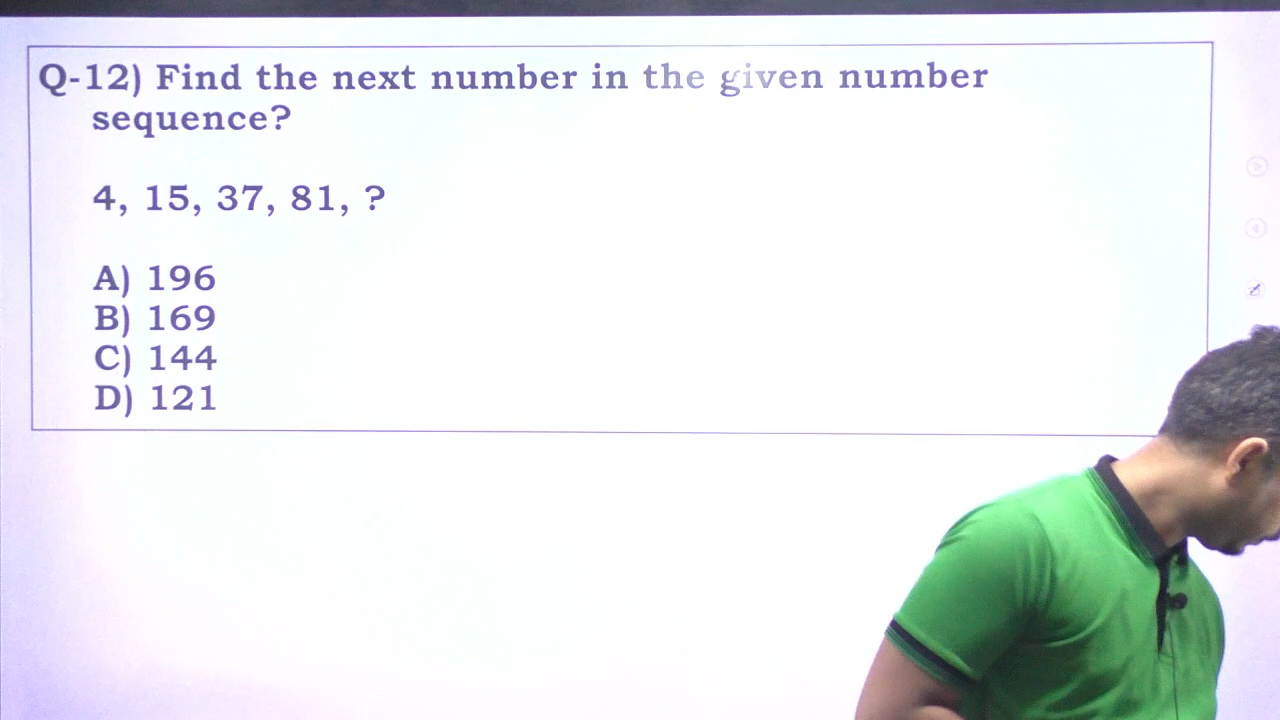 Q-12) Find the next number in the given number
sequence?
4, 15, 37, 81, ?
A) 196
B) 169
C) 144
D) 121